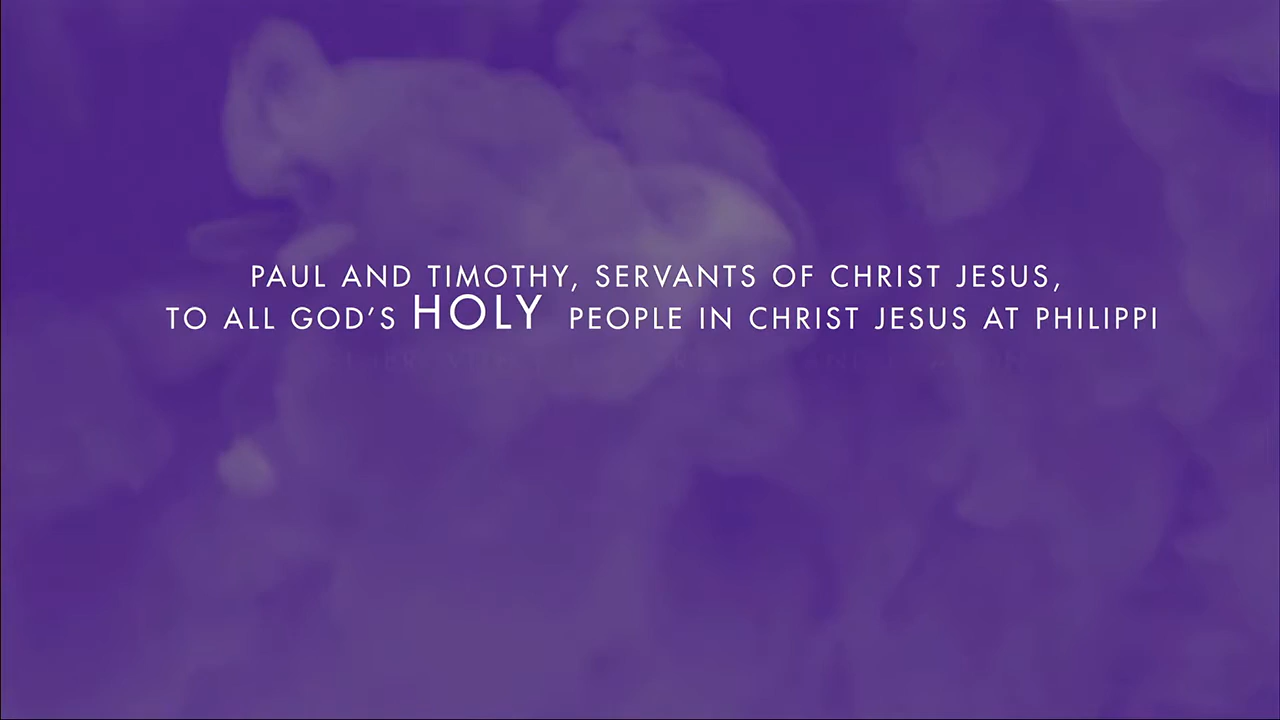 PAUL AND TIMOTHY, SERVANTS OF CHRIST JESUS,
TO ALL GOD’S HOLY PEOPLE IN CHRIST JESUS AT PHILIPPI